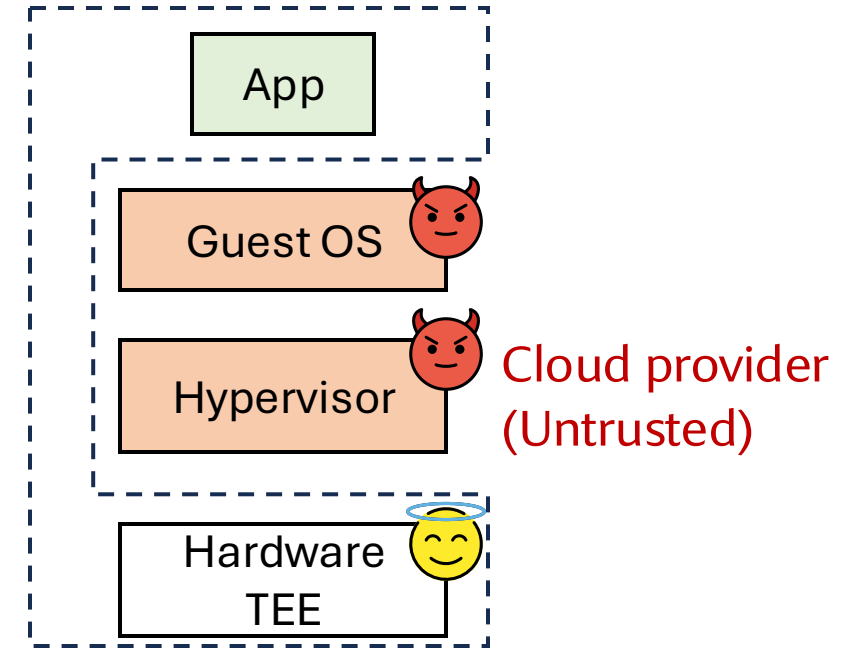 App
Guest OS
Hypervisor
Cloud provider
(Untrusted)
Hardware
TEE